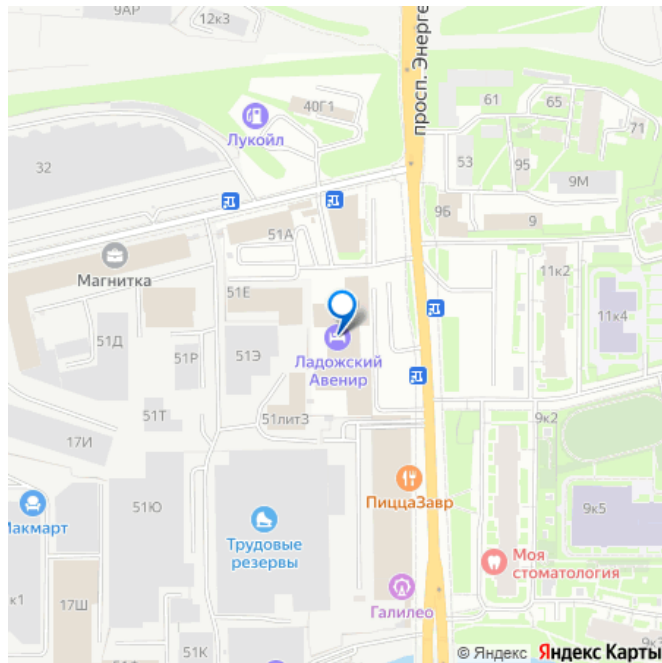 9АР
12к3
просп. Энерге
40Г1
Лукойл
61
65
71
53
95
9М
32
9Б
9
51А
Магнитка
11к2
51Е
11к4
51Д
51Р
51Э
Ладожский
Авенир
51Т
51литЗ
9к2
17И
ПиццаЗавр
51Ю
9к5
Макмарт
Трудовые
резервы
Моя
стоматология
к1
17Ш
Галилео
51К
© Яндекс Яндекс Карты